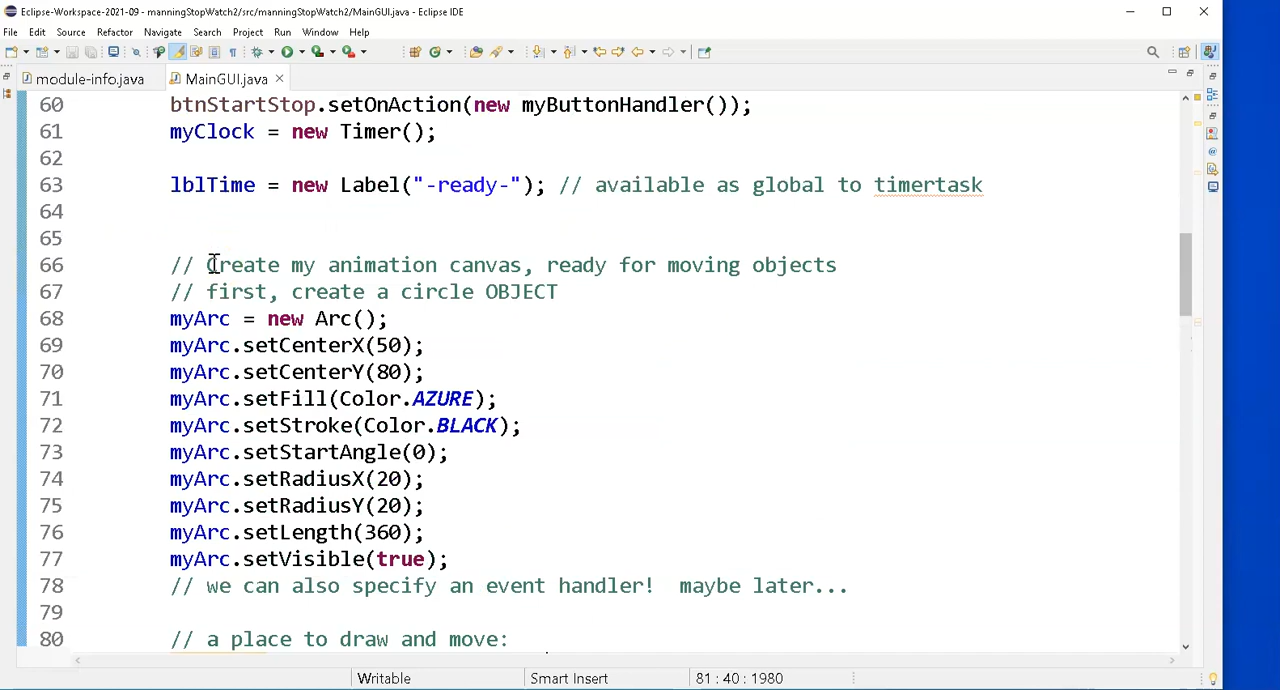 Eclipse-Workspace-2021-09 - manningStopWatch2/src/manningStopWatch2/MainGUI.java - Eclipse IDE
File Edit Source Refactor Navigate Search Project Run Window Help
module-info.java MainGUI.java
60 btnStartStop.setOnAction(new myButtonHandler());
61 myClock = new Timer();
62
63 lblTime = new Label("-ready-"); // available as global to timertask
64
65
66 // Create my animation canvas, ready for moving objects
67 // first, create a circle OBJECT
68 myArc = new Arc();
69 myArc.setCenterX(50);
70 myArc.setCenterY(80);
71 myArc.setFill(Color.AZURE);
72 myArc.setStroke(Color.BLACK);
73 myArc.setStartAngle(0);
74 myArc.setRadiusX(20);
75 myArc.setRadiusY(20);
76 myArc.setLength(360);
77 myArc.setVisible(true);
78 // we can also specify an event handler!  maybe later...
79
80 // a place to draw and move:
Writable Smart Insert 81 : 40 : 1980